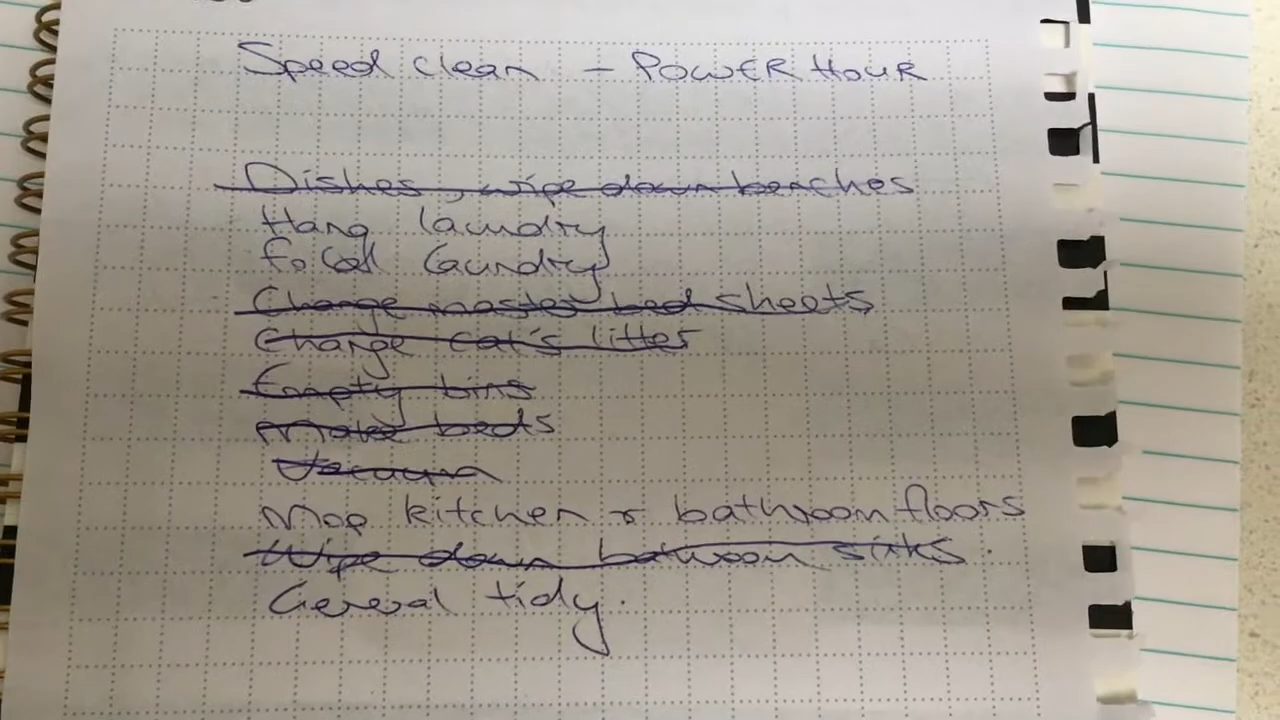 Speed clean - POWER HOUR
Dishes, wipe down benches
Hang laundry
Fold laundry
Change master bed sheets
Change cat's litter
Empty bins
Make beds
Vacuum
Mop kitchen & bathroom floors
Wipe down bathroom sinks.
General tidy.